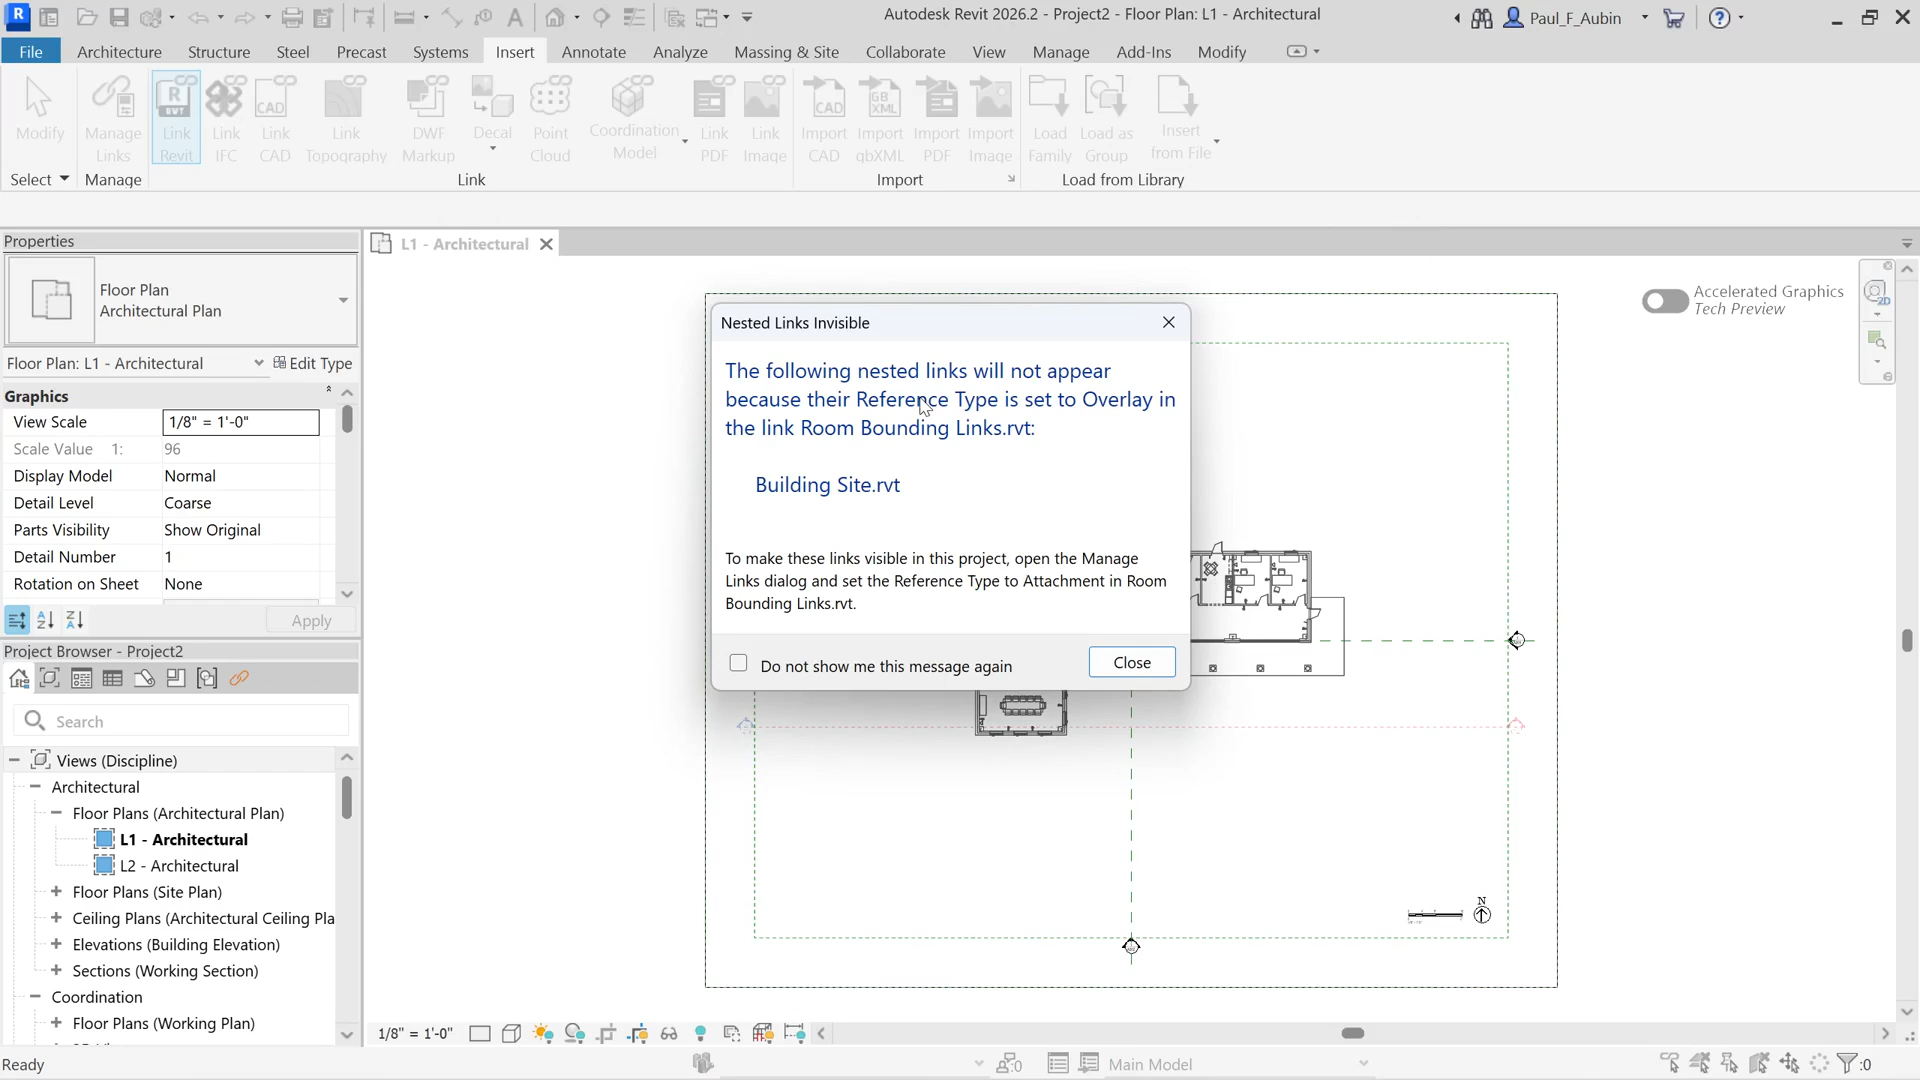 Autodesk Revit 2026.2 - Project2 - Floor Plan: L1 - Architectural
Paul_F_Aubin
File Architecture Structure Steel Precast Systems Insert Annotate Analyze Massing & Site Collaborate View Manage Add-Ins Modify
Modify
Manage Links
Link Revit
Link IFC
Link CAD
Link Topography
DWF Markup
Decal
Point Cloud
Coordination Model
Link PDF
Link Image
Import CAD
Import gbXML
Import PDF
Import Image
Load Family
Load as Group
Insert from File
Select Manage Link Import Load from Library
Properties
L1 - Architectural
Floor Plan
Architectural Plan
Floor Plan: L1 - Architectural Edit Type
Graphics
View Scale 1/8" = 1'-0"
Scale Value 1: 96
Display Model Normal
Detail Level Coarse
Parts Visibility Show Original
Detail Number 1
Rotation on Sheet None
Apply
Project Browser - Project2
Search
Views (Discipline)
Architectural
Floor Plans (Architectural Plan)
L1 - Architectural
L2 - Architectural
Floor Plans (Site Plan)
Ceiling Plans (Architectural Ceiling Pla
Elevations (Building Elevation)
Sections (Working Section)
Coordination
Floor Plans (Working Plan)
Accelerated Graphics
Tech Preview
2D
Nested Links Invisible
The following nested links will not appear
because their Reference Type is set to Overlay in
the link Room Bounding Links.rvt:
Building Site.rvt
To make these links visible in this project, open the Manage
Links dialog and set the Reference Type to Attachment in Room
Bounding Links.rvt.
Do not show me this message again
Close
N
1/8" = 1'-0"
Ready
:0
Main Model
:0